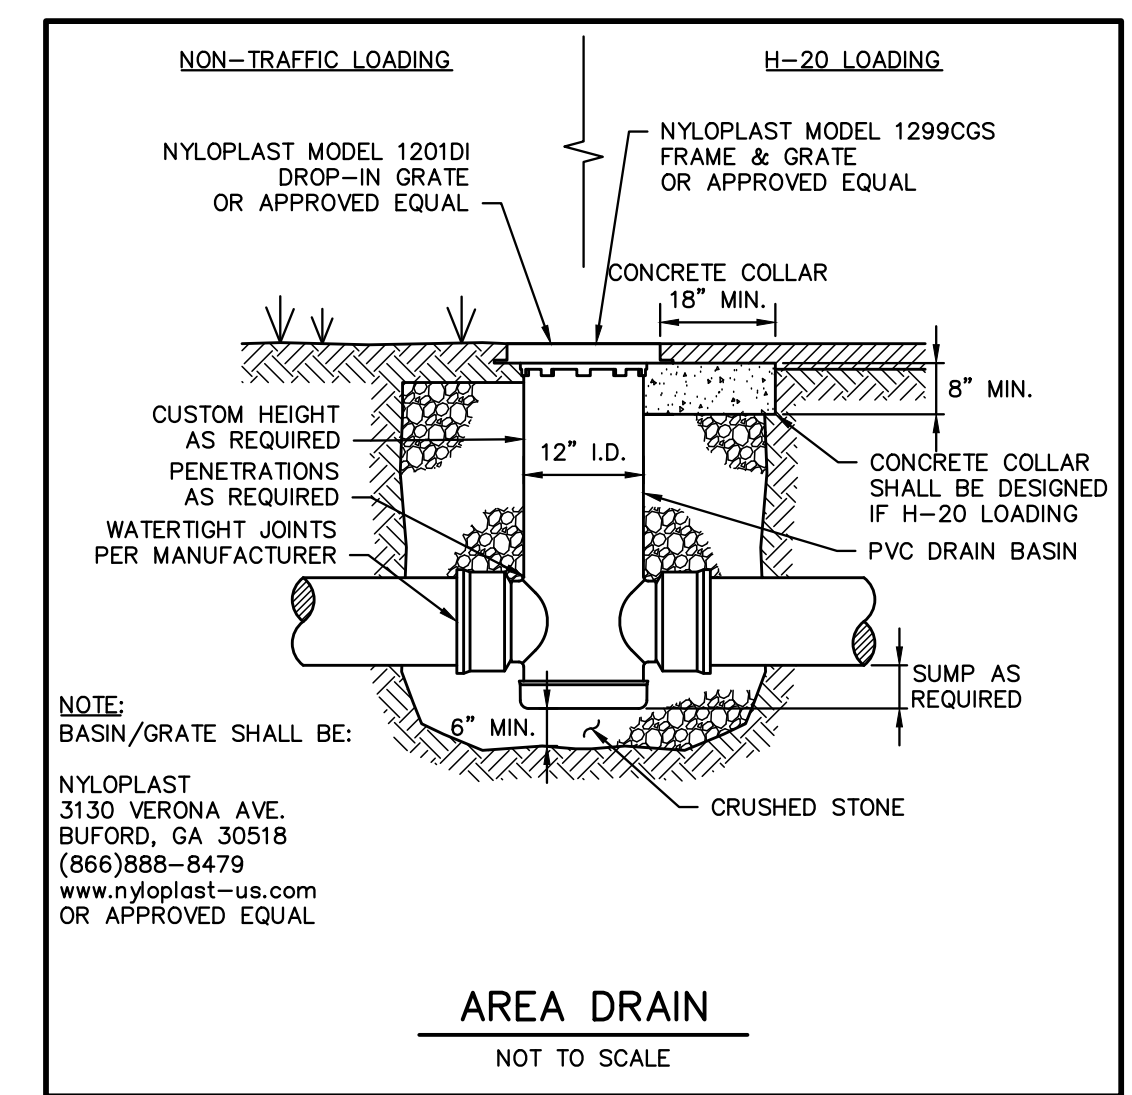 NON-TRAFFIC LOADING
H-20 LOADING
NYLOPLAST MODEL 1201DI
DROP-IN GRATE
OR APPROVED EQUAL
NYLOPLAST MODEL 1299CGS
FRAME & GRATE
OR APPROVED EQUAL
CONCRETE COLLAR
18" MIN.
8" MIN.
CUSTOM HEIGHT
AS REQUIRED
PENETRATIONS
AS REQUIRED
WATERTIGHT JOINTS
PER MANUFACTURER
12" I.D.
CONCRETE COLLAR
SHALL BE DESIGNED
IF H-20 LOADING
PVC DRAIN BASIN
SUMP AS
REQUIRED
6" MIN.
CRUSHED STONE
NOTE:
BASIN/GRATE SHALL BE:
NYLOPLAST
3130 VERONA AVE.
BUFORD, GA 30518
(866)888-8479
www.nyloplast-us.com
OR APPROVED EQUAL
AREA DRAIN
NOT TO SCALE